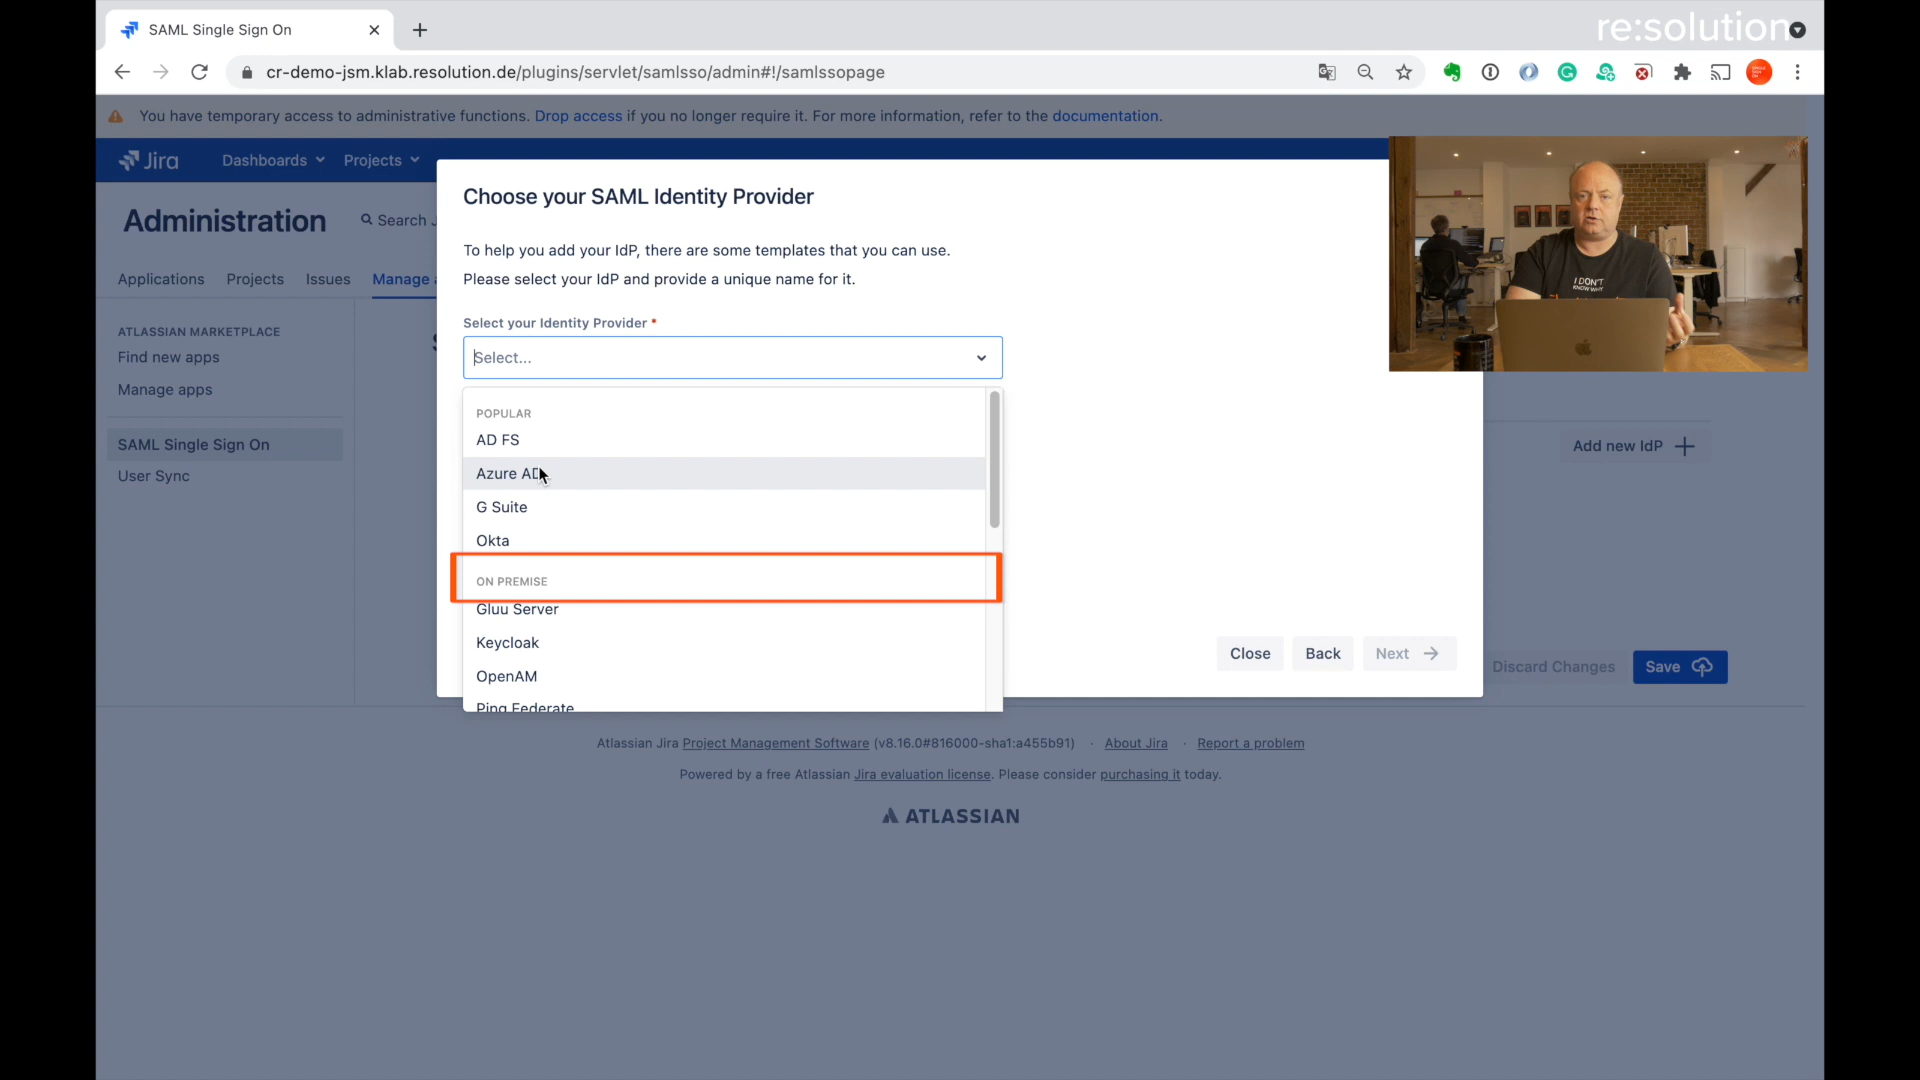 SAML Single Sign On
re:solution
cr-demo-jsm.klab.resolution.de/plugins/servlet/samlsso/admin#!/samlssopage
You have temporary access to administrative functions. Drop access if you no longer require it. For more information, refer to the documentation.
Jira
Dashboards
Projects
Administration
Search J
Applications
Projects
Issues
Manage a
ATLASSIAN MARKETPLACE
Find new apps
Manage apps
SAML Single Sign On
User Sync
Choose your SAML Identity Provider
To help you add your IdP, there are some templates that you can use.
Please select your IdP and provide a unique name for it.
Select your Identity Provider *
Select...
POPULAR
AD FS
Azure AD
G Suite
Okta
ON PREMISE
Gluu Server
Keycloak
OpenAM
Ping Federate
I DON'T
KNOW WHY
Add new IdP
Close
Back
Next
Discard Changes
Save
Atlassian Jira Project Management Software (v8.16.0#816000-sha1:a455b91) · About Jira · Report a problem
Powered by a free Atlassian Jira evaluation license. Please consider purchasing it today.
ATLASSIAN